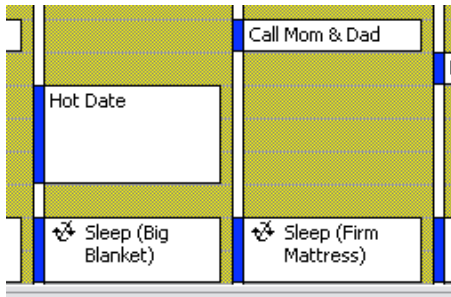 Call Mom & Dad
Hot Date
Sleep (Big
Blanket)
Sleep (Firm
Mattress)